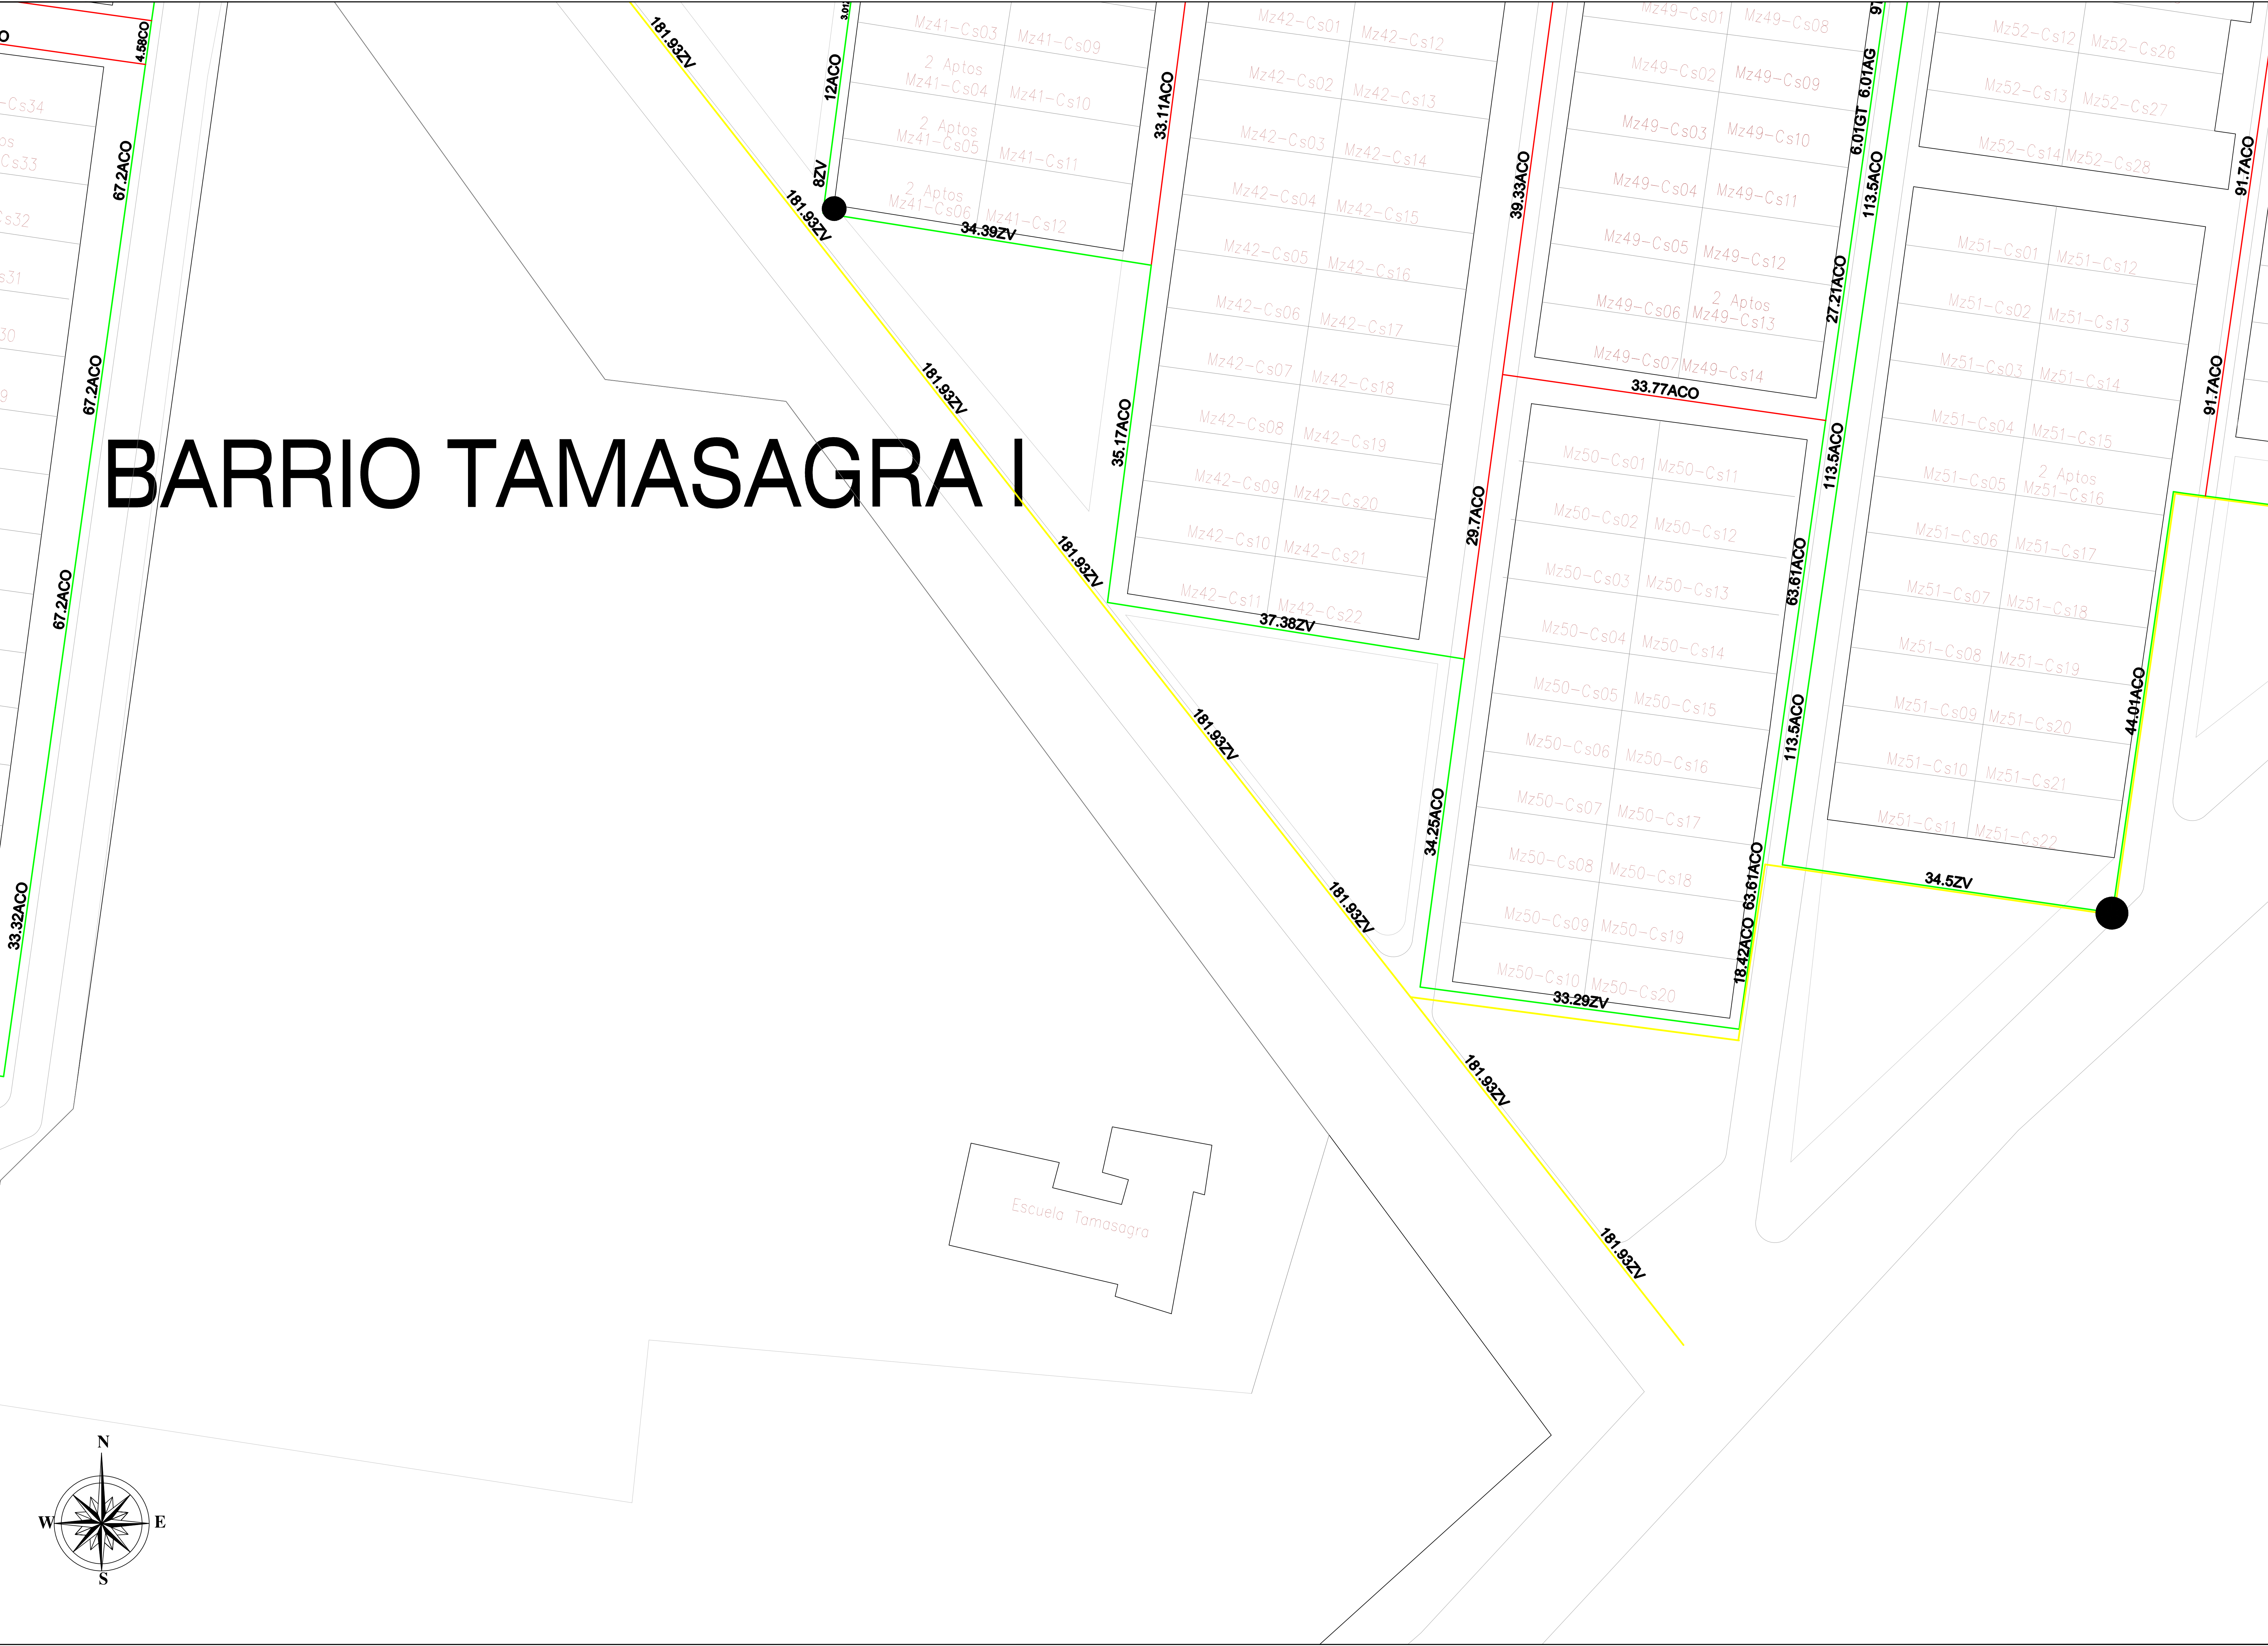 4.58CO
67.2ACO
67.2ACO
67.2ACO
33.32ACO
-Cs34
Cs33
s32
s31
30
9
BARRIO TAMASAGRA I
181.93ZV
181.93ZV
181.93ZV
181.93ZV
181.93ZV
181.93ZV
181.93ZV
181.93ZV
12ACO
8ZV
34.39ZV
Mz41-Cs03 Mz41-Cs09
2 Aptos
Mz41-Cs04 Mz41-Cs10
2 Aptos
Mz41-Cs05 Mz41-Cs11
2 Aptos
Mz41-Cs06 Mz41-Cs12
33.11ACO
35.17ACO
Mz42-Cs01 Mz42-Cs12
Mz42-Cs02 Mz42-Cs13
Mz42-Cs03 Mz42-Cs14
Mz42-Cs04 Mz42-Cs15
Mz42-Cs05 Mz42-Cs16
Mz42-Cs06 Mz42-Cs17
Mz42-Cs07 Mz42-Cs18
Mz42-Cs08 Mz42-Cs19
Mz42-Cs09 Mz42-Cs20
Mz42-Cs10 Mz42-Cs21
Mz42-Cs11 Mz42-Cs22
37.38ZV
39.33ACO
29.7ACO
34.25ACO
Mz49-Cs01 Mz49-Cs08
Mz49-Cs02 Mz49-Cs09
Mz49-Cs03 Mz49-Cs10
Mz49-Cs04 Mz49-Cs11
Mz49-Cs05 Mz49-Cs12
2 Aptos
Mz49-Cs06 Mz49-Cs13
Mz49-Cs07 Mz49-Cs14
33.77ACO
Mz50-Cs01 Mz50-Cs11
Mz50-Cs02 Mz50-Cs12
Mz50-Cs03 Mz50-Cs13
Mz50-Cs04 Mz50-Cs14
Mz50-Cs05 Mz50-Cs15
Mz50-Cs06 Mz50-Cs16
Mz50-Cs07 Mz50-Cs17
Mz50-Cs08 Mz50-Cs18
Mz50-Cs09 Mz50-Cs19
Mz50-Cs10 Mz50-Cs20
33.29ZV
6.01GT 6.01AG
27.21ACO
63.61ACO
18.42ACO 63.61ACO
113.5ACO
113.5ACO
113.5ACO
Mz52-Cs12 Mz52-Cs26
Mz52-Cs13 Mz52-Cs27
Mz52-Cs14 Mz52-Cs28
Mz51-Cs01 Mz51-Cs12
Mz51-Cs02 Mz51-Cs13
Mz51-Cs03 Mz51-Cs14
Mz51-Cs04 Mz51-Cs15
2 Aptos
Mz51-Cs05 Mz51-Cs16
Mz51-Cs06 Mz51-Cs17
Mz51-Cs07 Mz51-Cs18
Mz51-Cs08 Mz51-Cs19
Mz51-Cs09 Mz51-Cs20
Mz51-Cs10 Mz51-Cs21
Mz51-Cs11 Mz51-Cs22
34.5ZV
91.7ACO
91.7ACO
44.01ACO
Escuela Tamasagra
N
W E
S